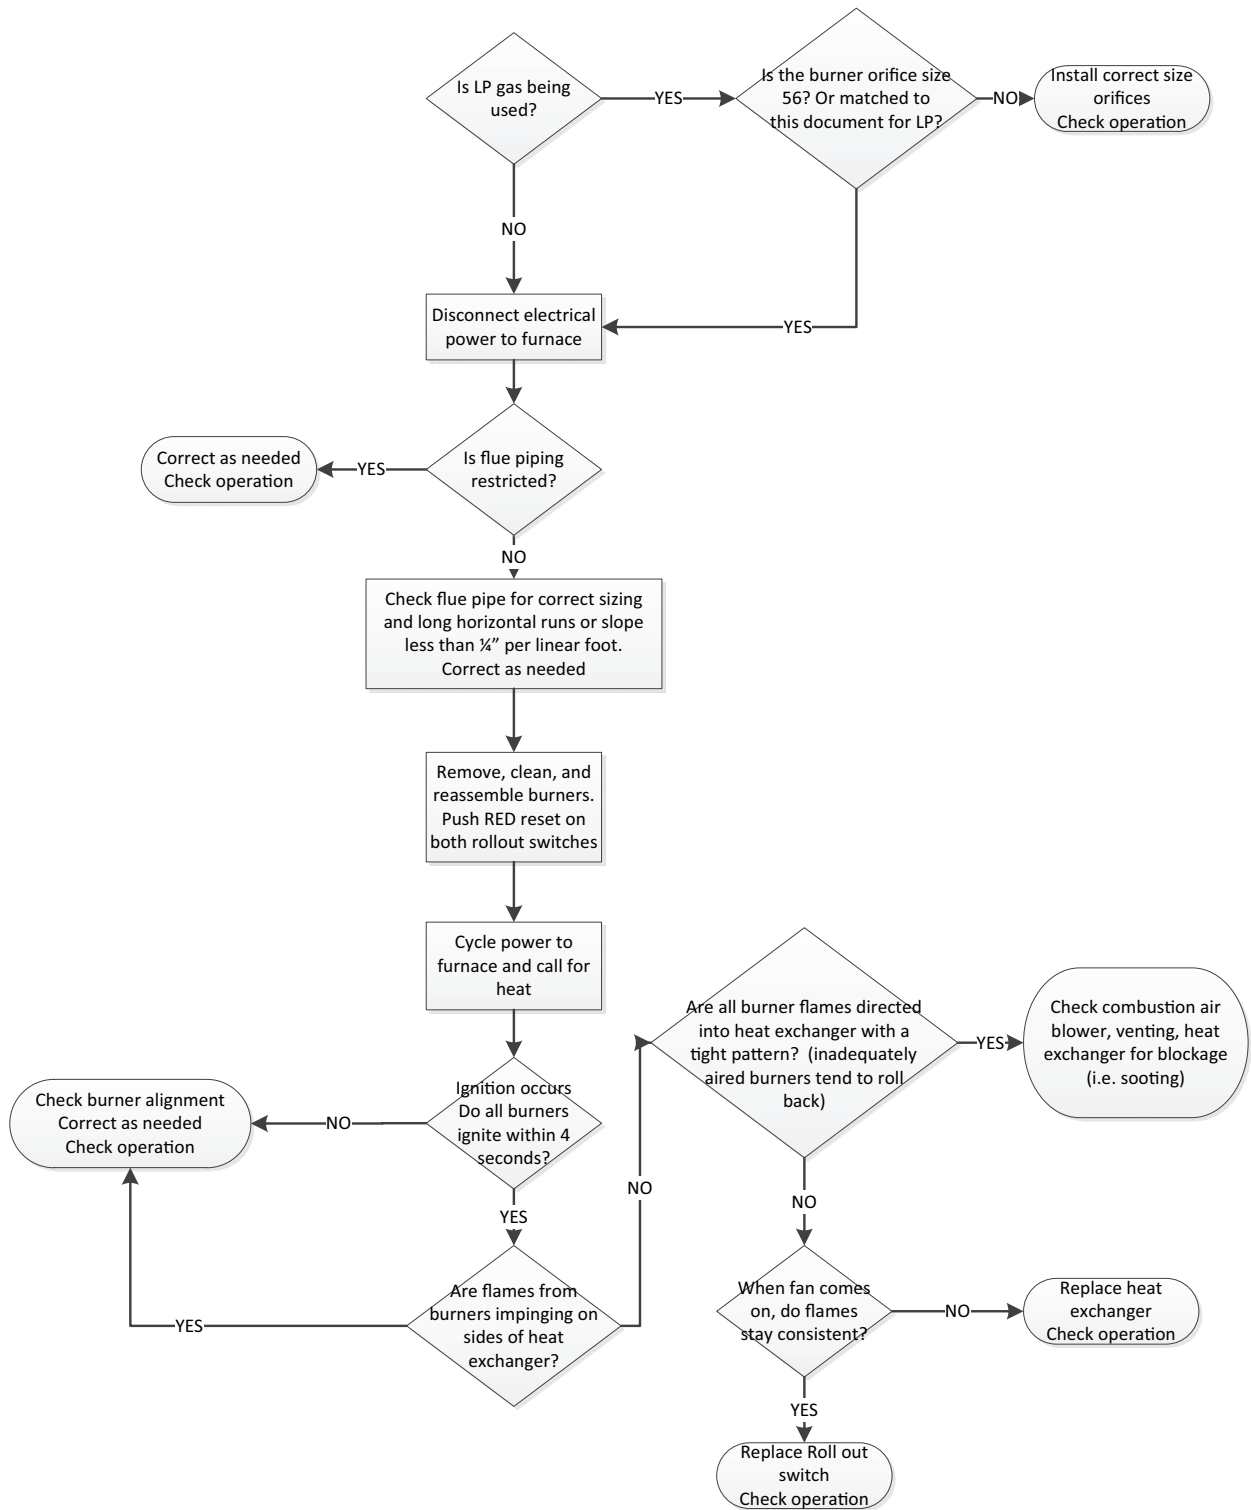 Is LP gas being
used?
YES
Is the burner orifice size
56? Or matched to
this document for LP?
NO
Install correct size
orifices
Check operation
NO
YES
Disconnect electrical
power to furnace
Is flue piping
restricted?
YES
Correct as needed
Check operation
NO
Check flue pipe for correct sizing
and long horizontal runs or slope
less than ¼” per linear foot.
Correct as needed
Remove, clean, and
reassemble burners.
Push RED reset on
both rollout switches
Cycle power to
furnace and call for
heat
Ignition occurs
Do all burners
ignite within 4
seconds?
NO
Check burner alignment
Correct as needed
Check operation
YES
Are flames from
burners impinging on
sides of heat
exchanger?
YES
NO
Are all burner flames directed
into heat exchanger with a
tight pattern?  (inadequately
aired burners tend to roll
back)
YES
Check combustion air
blower, venting, heat
exchanger for blockage
(i.e. sooting)
NO
When fan comes
on, do flames
stay consistent?
NO
Replace heat
exchanger
Check operation
YES
Replace Roll out
switch
Check operation